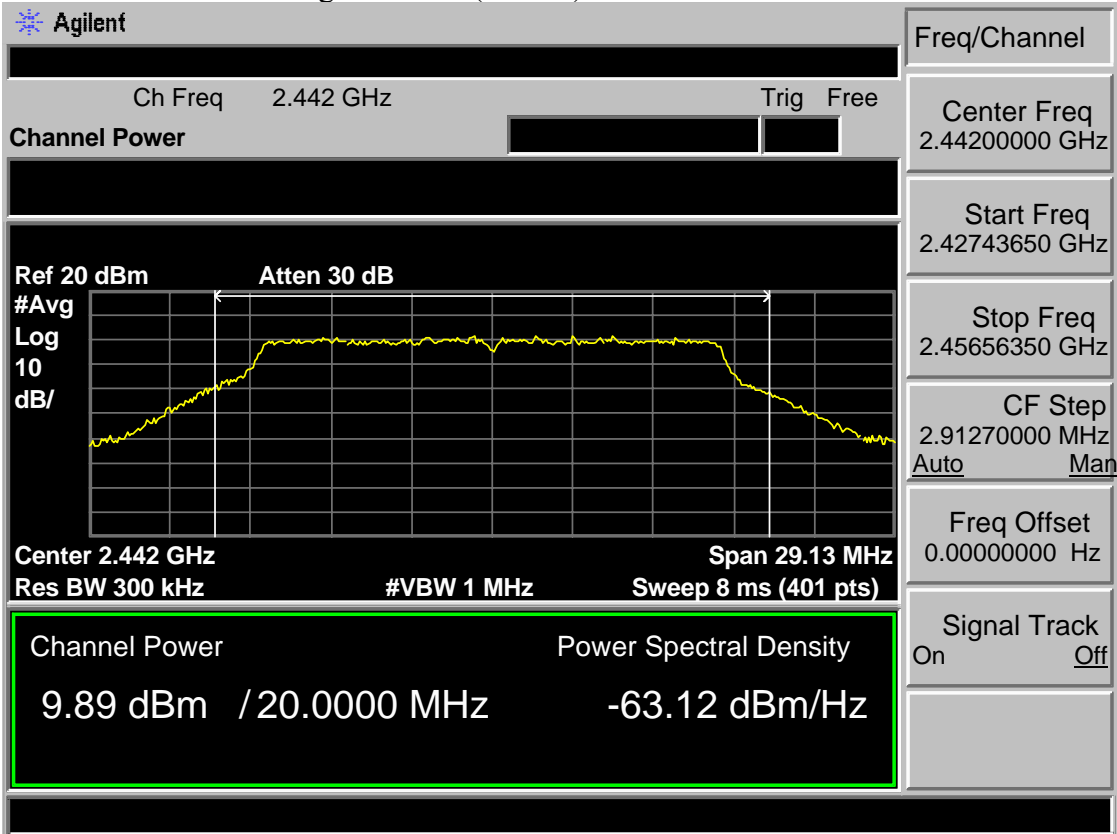 Agilent
Freq/Channel
Ch Freq 2.442 GHz Trig Free
Channel Power
Center Freq
2.44200000 GHz
Start Freq
2.42743650 GHz
Stop Freq
2.45656350 GHz
CF Step
2.91270000 MHz
Auto Man
Freq Offset
0.00000000 Hz
Signal Track
On Off
Ref 20 dBm Atten 30 dB
#Avg
Log
10
dB/
Center 2.442 GHz Span 29.13 MHz
Res BW 300 kHz #VBW 1 MHz Sweep 8 ms (401 pts)
Channel Power Power Spectral Density
9.89 dBm / 20.0000 MHz -63.12 dBm/Hz